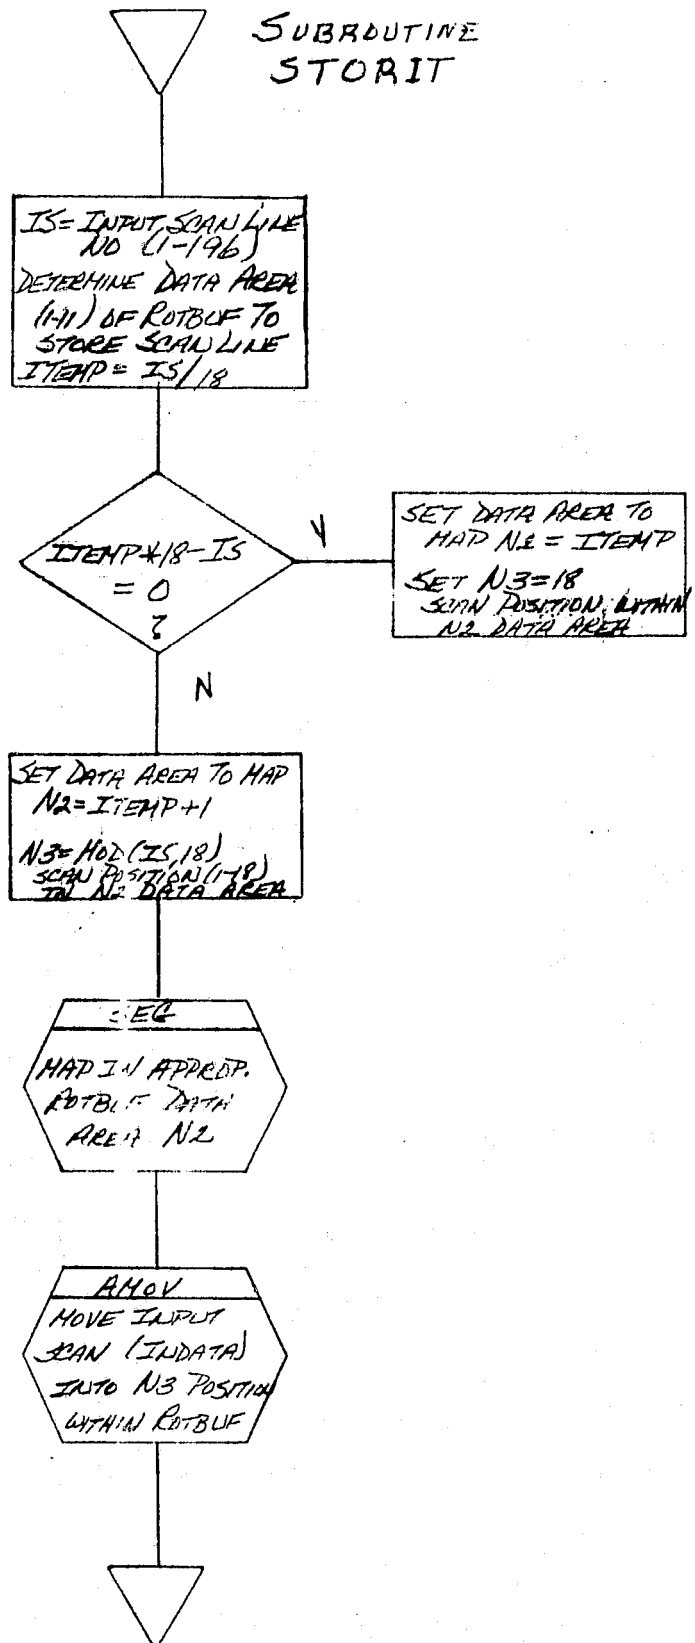 SUBROUTINE
STORIT
IS=INPUT SCAN LINE
NO (1-196)
DETERMINE DATA AREA
(1-11) OF ROTBUF TO
STORE SCAN LINE
ITEMP = IS/18
ITEMP*18-IS
= 0
?
Y
SET DATA AREA TO
MAP N2 = ITEMP
SET N3=18
SCAN POSITION WITHIN
N2 DATA AREA
N
SET DATA AREA TO MAP
N2=ITEMP+1
N3=MOD(IS,18)
SCAN POSITION (1-18)
IN N2 DATA AREA
MAP IN APPROP.
ROTBUF DATA
AREA N2
AMOV
MOVE INPUT
SCAN (INDATA)
INTO N3 POSITION
WITHIN ROTBUF